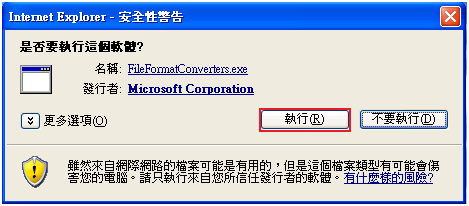 Internet Explorer - 安全性警告
是否要執行這個軟體?
名稱: FileFormatConverters.exe
發行者: Microsoft Corporation
更多選項(O)
執行(R)
不要執行(D)
雖然來自網際網路的檔案可能是有用的，但是這個檔案類型有可能會傷
害您的電腦。請只執行來自您所信任發行者的軟體。有什麼樣的風險?